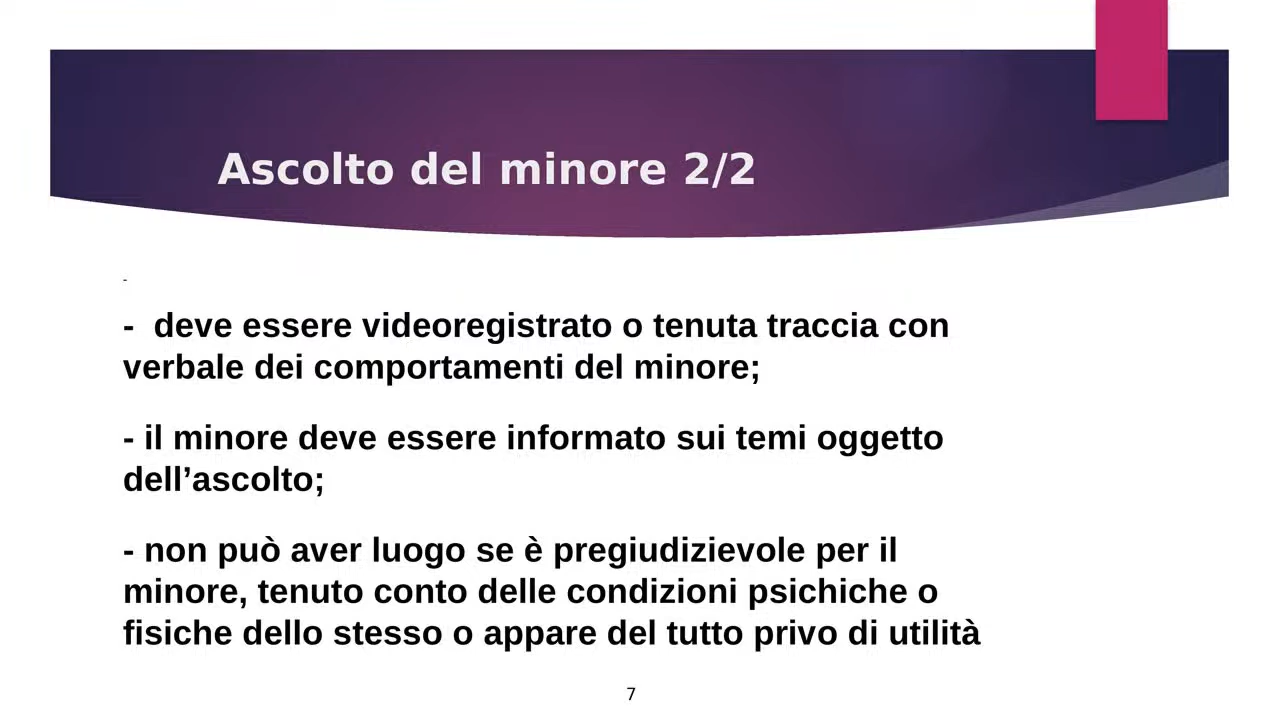 Ascolto del minore 2/2
-
-  deve essere videoregistrato o tenuta traccia con
verbale dei comportamenti del minore;
- il minore deve essere informato sui temi oggetto
dell’ascolto;
- non può aver luogo se è pregiudizievole per il
minore, tenuto conto delle condizioni psichiche o
fisiche dello stesso o appare del tutto privo di utilità
7